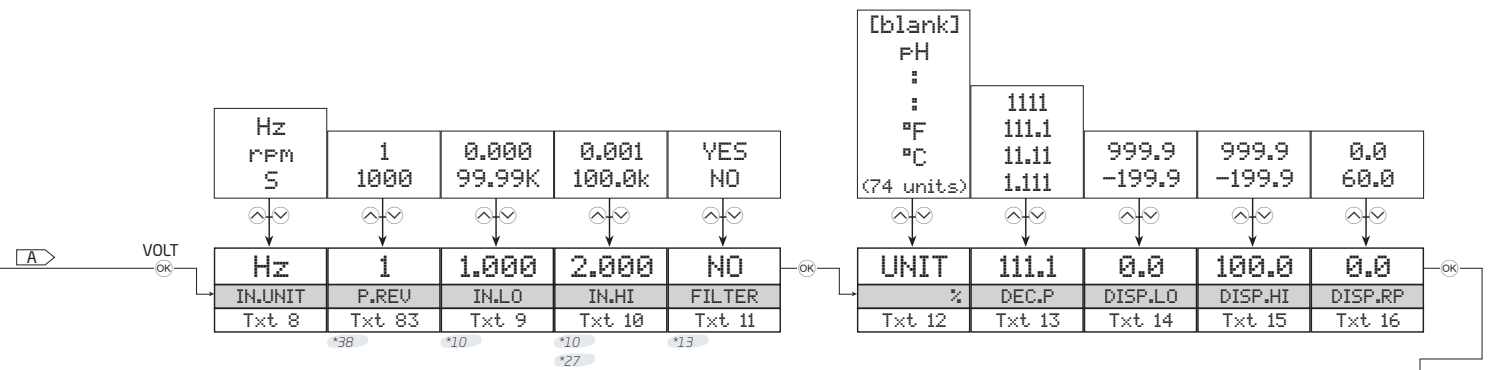 [blank]
pH
:
:
°F
°C
(74 units)
1111
111.1
11.11
1.111
Hz
rpm
S
1
1000
0.000
99.99K
0.001
100.0k
YES
NO
999.9
-199.9
999.9
-199.9
0.0
60.0
A
VOLT
OK
Hz 1 1.000 2.000 NO
IN.UNIT P.REV IN.LO IN.HI FILTER
Txt 8 Txt 83 Txt 9 Txt 10 Txt 11
*38 *10 *10 *13
*27
OK
UNIT 111.1 0.0 100.0 0.0
% DEC.P DISP.LO DISP.HI DISP.RP
Txt 12 Txt 13 Txt 14 Txt 15 Txt 16
OK